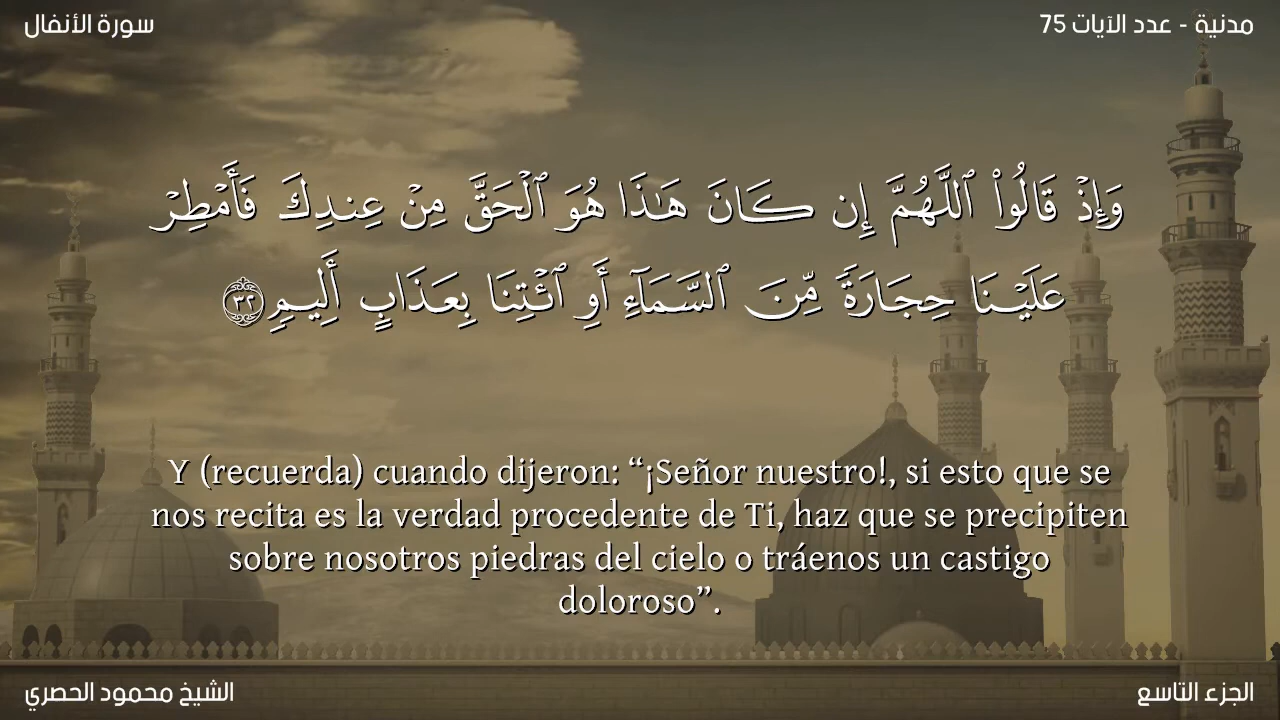 سورة الأنفال
مدنية - عدد الآيات 75
وَإِذْ قَالُوا۟ ٱللَّهُمَّ إِن كَانَ هَـٰذَا هُوَ ٱلْحَقَّ مِنْ عِندِكَ فَأَمْطِرْ
عَلَيْنَا حِجَارَةً مِّنَ ٱلسَّمَآءِ أَوِ ٱئْتِنَا بِعَذَابٍ أَلِيمٍ ٣٢
Y (recuerda) cuando dijeron: “¡Señor nuestro!, si esto que se
nos recita es la verdad procedente de Ti, haz que se precipiten
sobre nosotros piedras del cielo o tráenos un castigo
doloroso”.
الشيخ محمود الحصري
الجزء التاسع